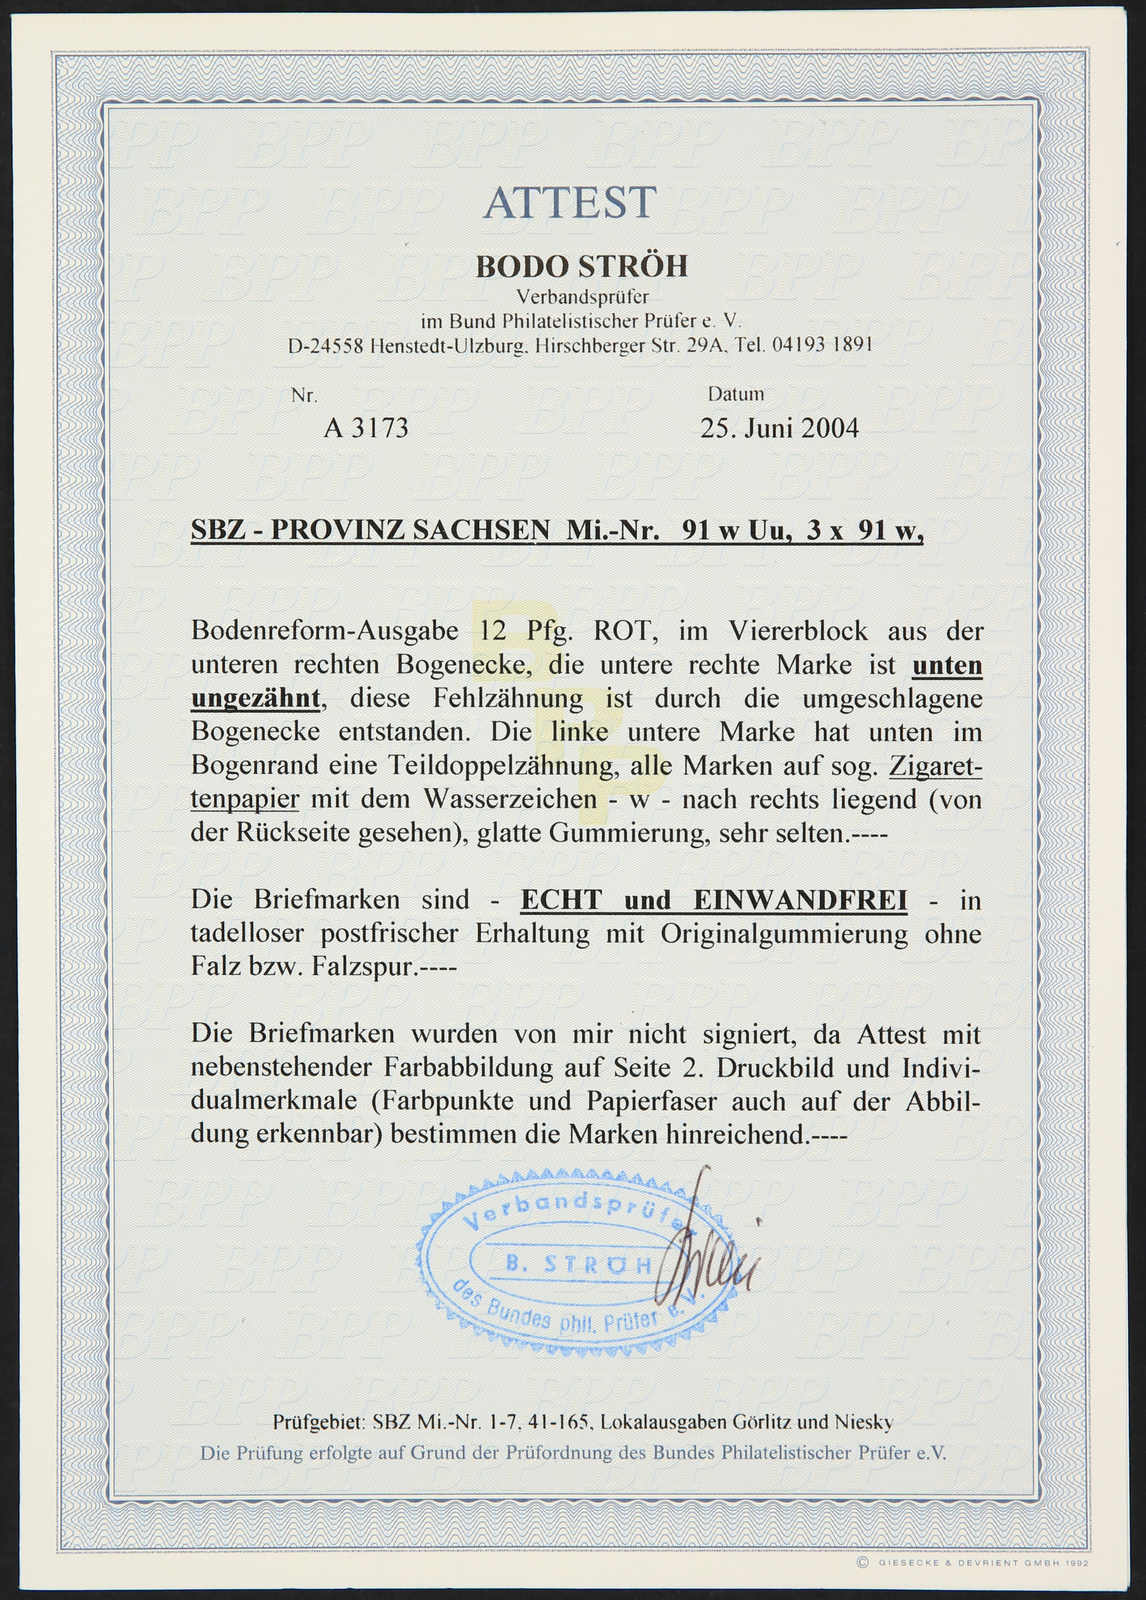 ATTEST
BODO STRÖH
Verbandsprüfer
im Bund Philatelistischer Prüfer e. V.
D-24558 Henstedt-Ulzburg, Hirschberger Str. 29A, Tel. 04193 1891
Nr. Datum
A 3173 25. Juni 2004
SBZ - PROVINZ SACHSEN Mi.-Nr. 91 w Uu, 3 x 91 w,
Bodenreform-Ausgabe 12 Pfg. ROT, im Viererblock aus der
unteren rechten Bogenecke, die untere rechte Marke ist unten
ungezähnt, diese Fehlzähnung ist durch die umgeschlagene
Bogenecke entstanden. Die linke untere Marke hat unten im
Bogenrand eine Teildoppelzähnung, alle Marken auf sog. Zigaret-
tenpapier mit dem Wasserzeichen - w - nach rechts liegend (von
der Rückseite gesehen), glatte Gummierung, sehr selten.----
Die Briefmarken sind - ECHT und EINWANDFREI - in
tadelloser postfrischer Erhaltung mit Originalgummierung ohne
Falz bzw. Falzspur.----
Die Briefmarken wurden von mir nicht signiert, da Attest mit
nebenstehender Farbabbildung auf Seite 2. Druckbild und Indivi-
dualmerkmale (Farbpunkte und Papierfaser auch auf der Abbil-
dung erkennbar) bestimmen die Marken hinreichend.----
Verbandsprüfer
B. STRÖH
des Bundes phil. Prüfer e.V.
Prüfgebiet: SBZ Mi.-Nr. 1-7, 41-165, Lokalausgaben Görlitz und Niesky
Die Prüfung erfolgte auf Grund der Prüfordnung des Bundes Philatelistischer Prüfer e.V.
© GIESECKE & DEVRIENT GMBH 1992